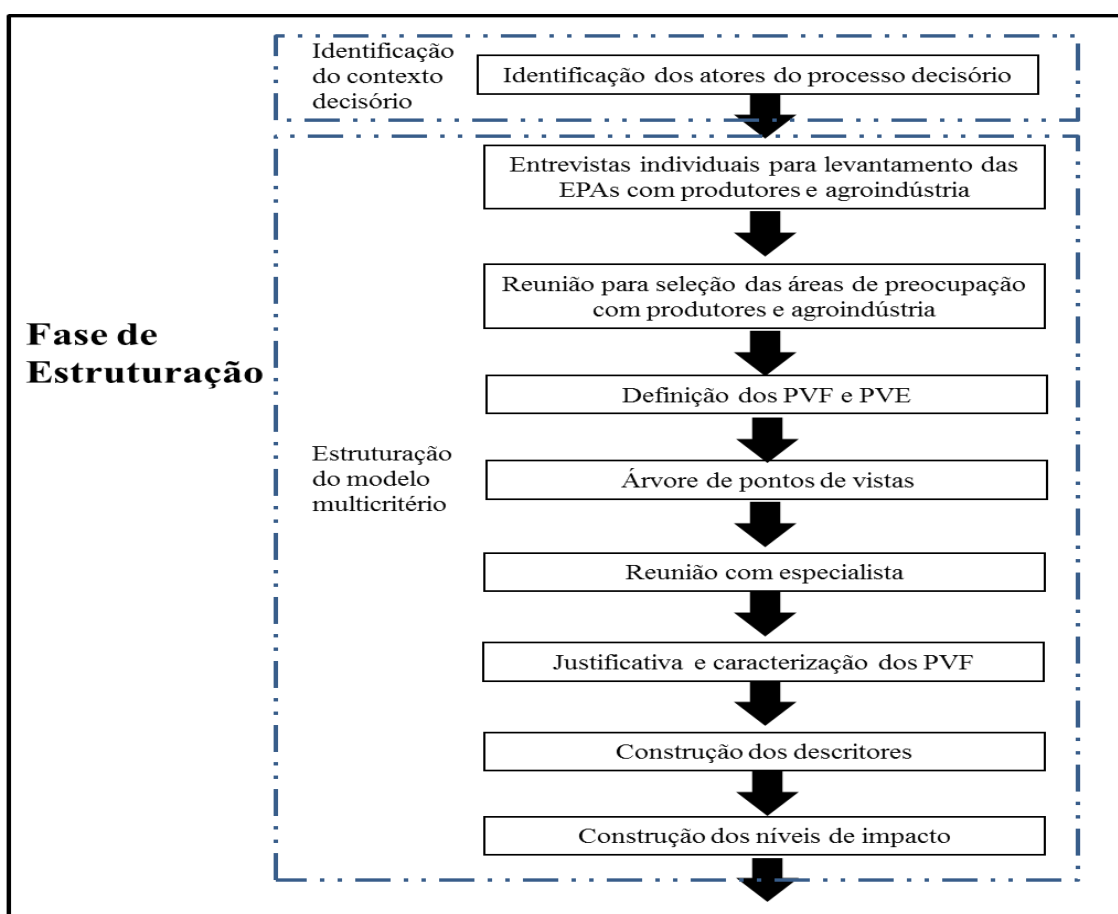 Identificação
do contexto
decisório
Identificação dos atores do processo decisório
Entrevistas individuais para levantamento das
EPAs com produtores e agroindústria
Reunião para seleção das áreas de preocupação
com produtores e agroindústria
Fase de
Estruturação
Definição dos PVF e PVE
Estruturação
do modelo
multicritério
Árvore de pontos de vistas
Reunião com especialista
Justificativa e caracterização dos PVF
Construção dos descritores
Construção dos níveis de impacto